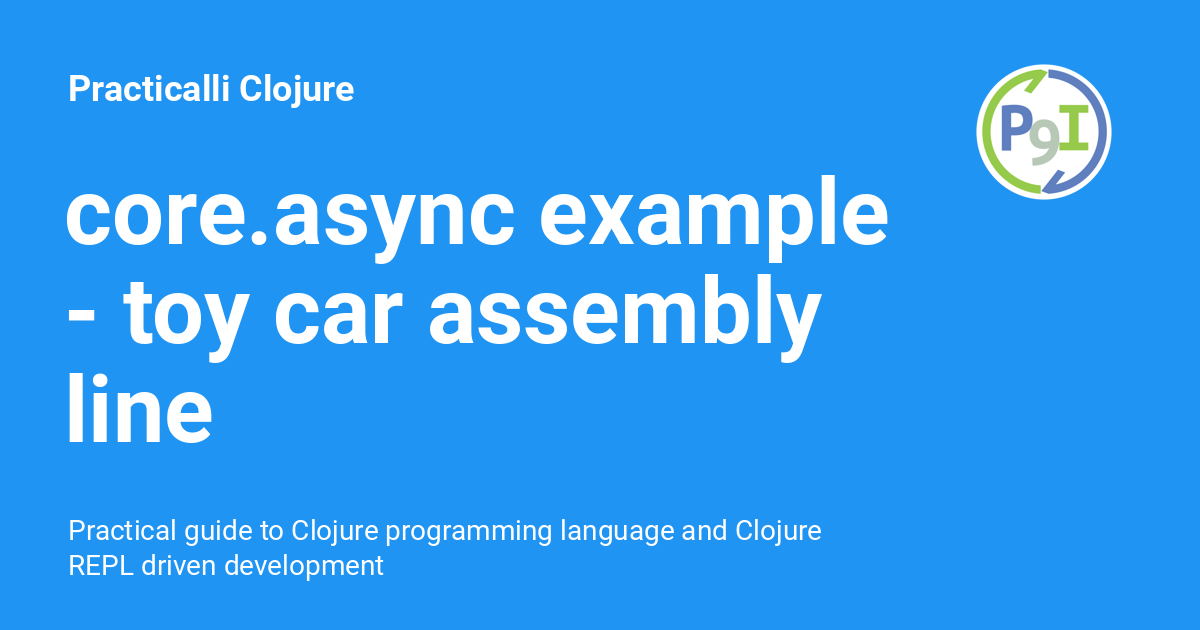 Practicalli Clojure
P9I
core.async example
- toy car assembly
line
Practical guide to Clojure programming language and Clojure
REPL driven development